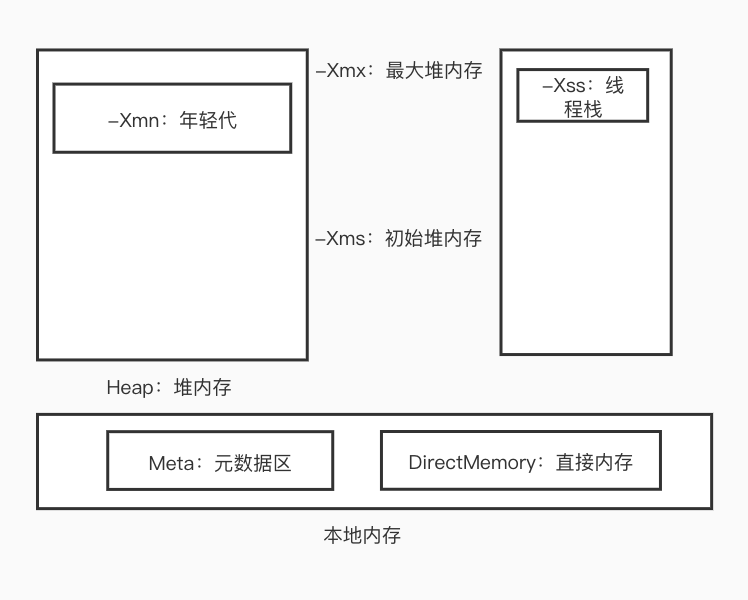 –Xmx：最大堆内存
–Xmn：年轻代
–Xss：线
程栈
–Xms：初始堆内存
Heap：堆内存
Meta：元数据区
DirectMemory：直接内存
本地内存